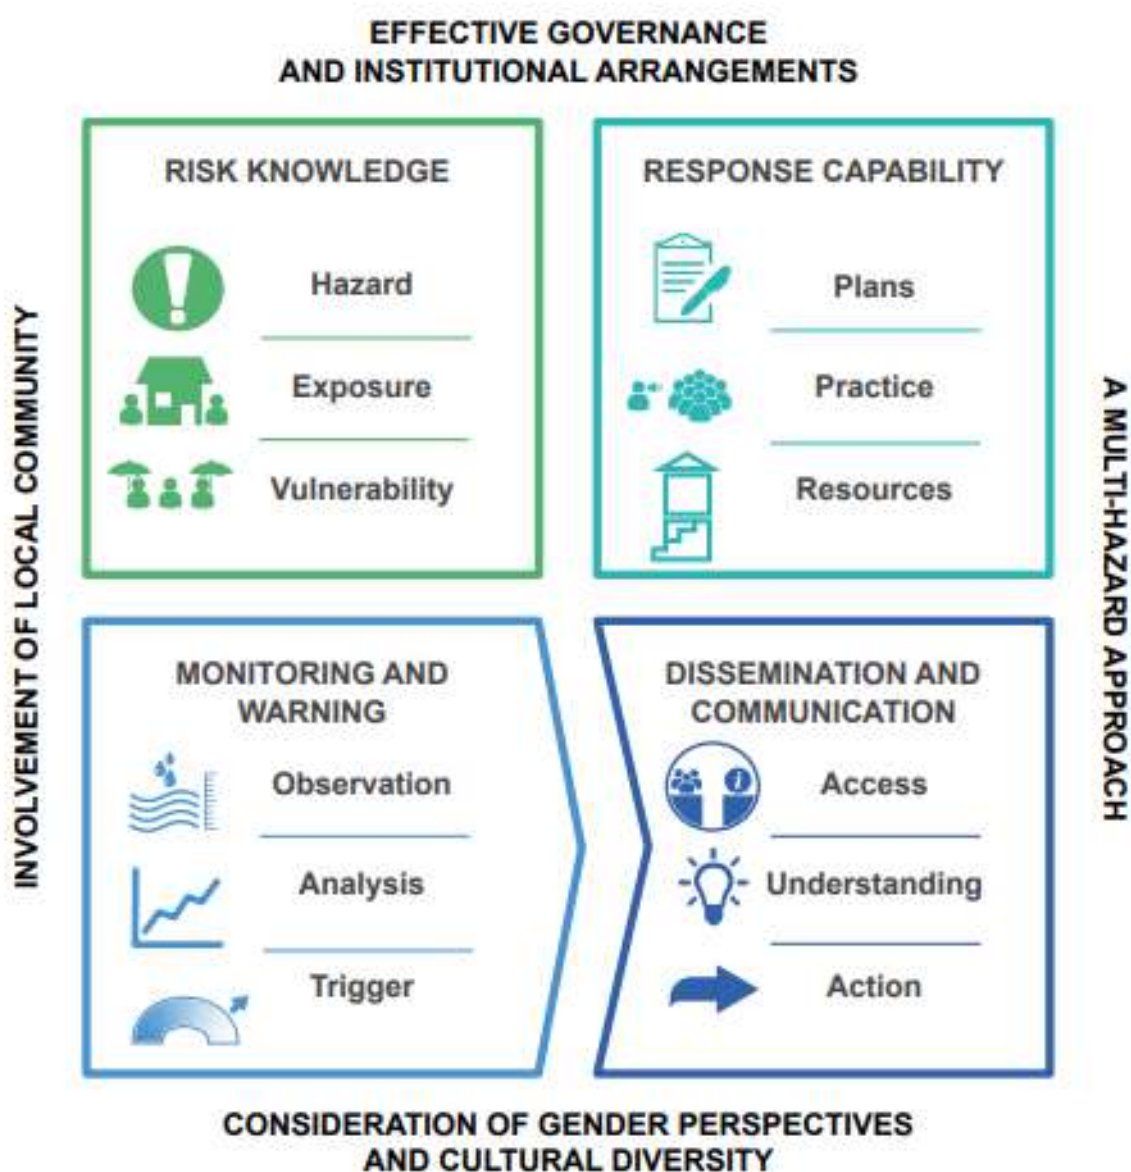 EFFECTIVE GOVERNANCE
AND INSTITUTIONAL ARRANGEMENTS
INVOLVEMENT OF LOCAL COMMUNITY
RISK KNOWLEDGE
Hazard
Exposure
Vulnerability
RESPONSE CAPABILITY
Plans
Practice
Resources
A MULTI-HAZARD APPROACH
MONITORING AND
WARNING
Observation
Analysis
Trigger
DISSEMINATION AND
COMMUNICATION
i
Access
Understanding
Action
CONSIDERATION OF GENDER PERSPECTIVES
AND CULTURAL DIVERSITY